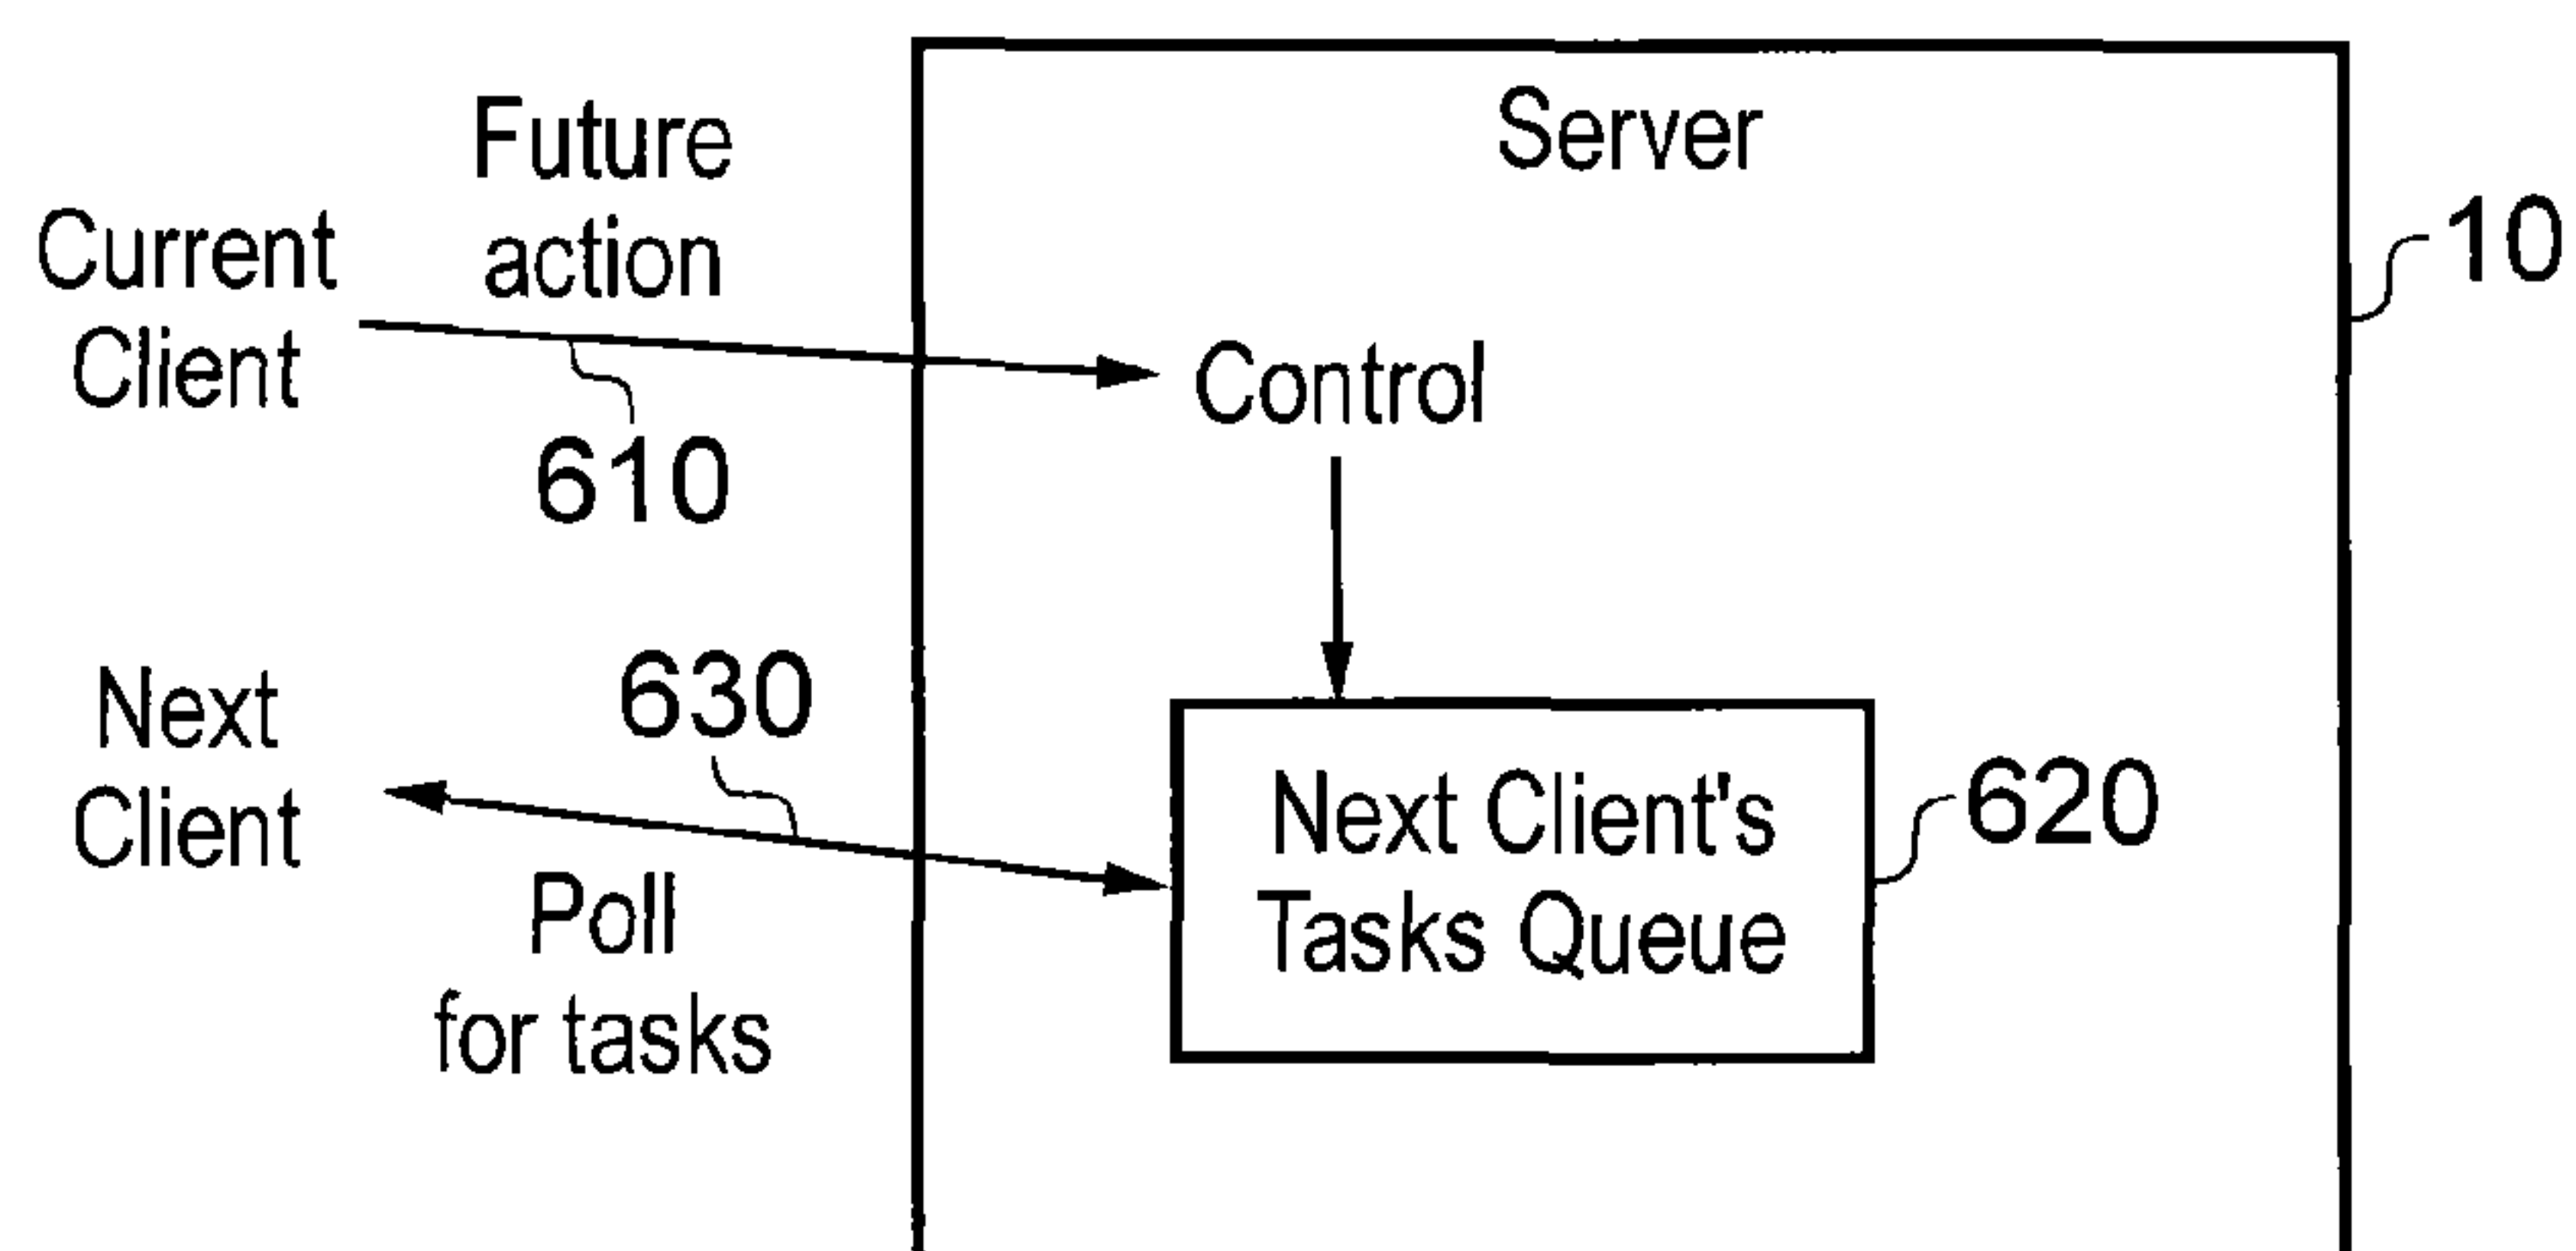 Server
Future
action
10
Current
Client
Control
610
Next
Client
630
Next Client's
Tasks Queue
620
Poll
for tasks